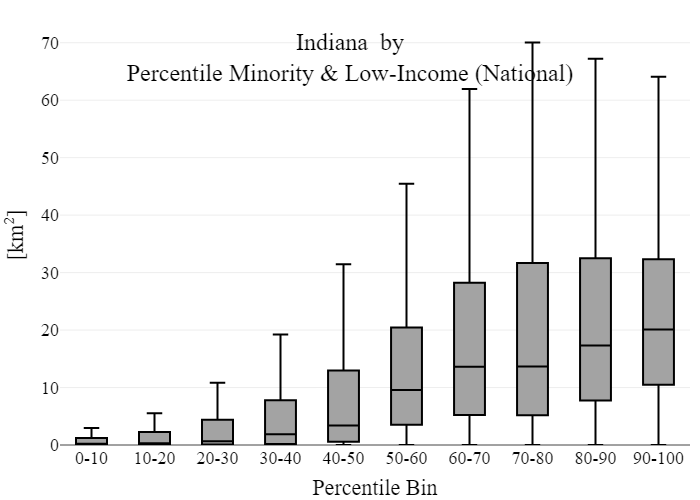 Indiana  by
Percentile Minority & Low-Income (National)
70
60
50
40
30
20
10
0
[km²]
0-10 10-20 20-30 30-40 40-50 50-60 60-70 70-80 80-90 90-100
Percentile Bin